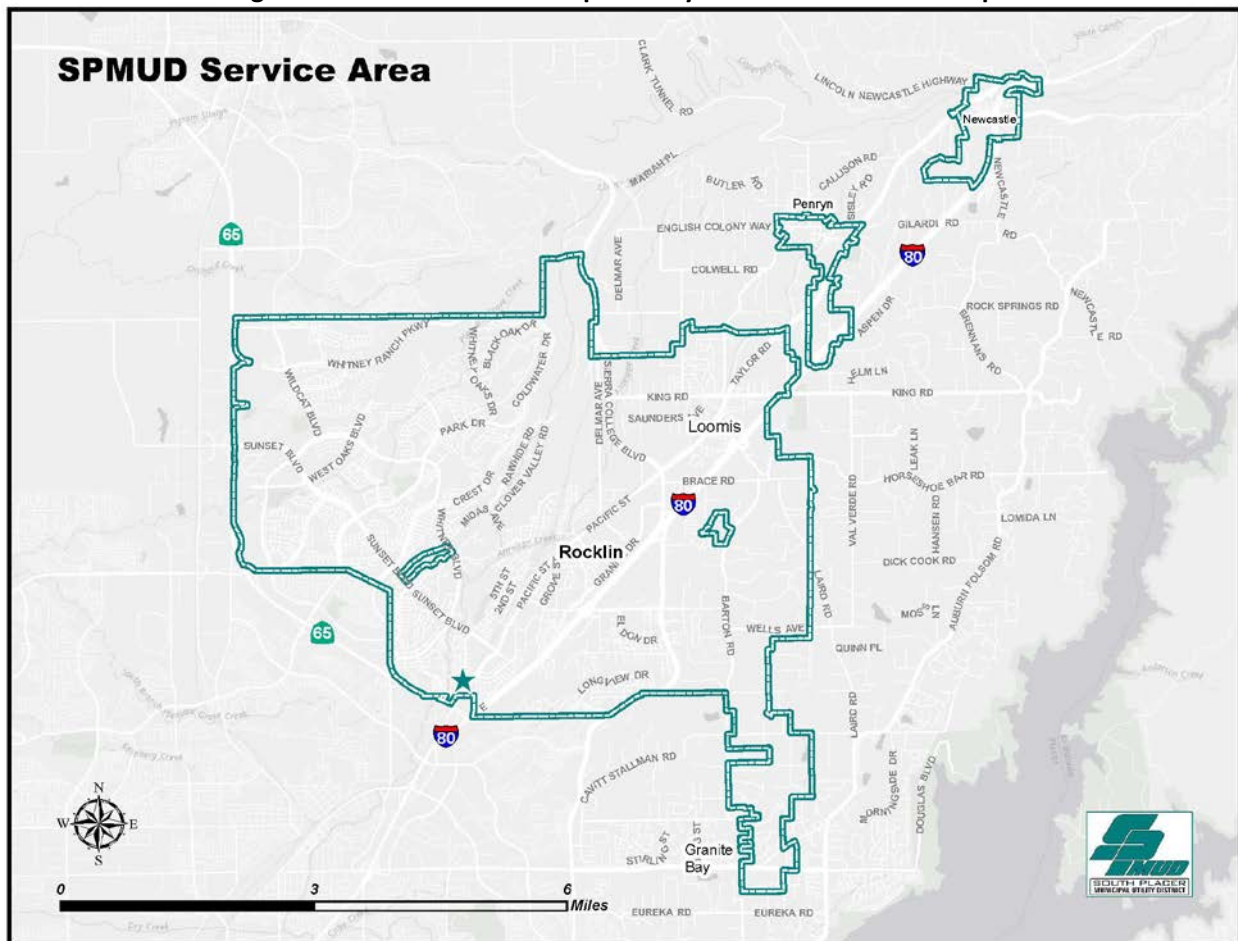 SPMUD Service Area
CLARK TUNNEL RD
LINCOLN NEWCASTLE HIGHWAY
Newcastle
MARIAH PL
BUTLER RD
CALLISON RD
SISLEY RD
NEWCASTLE RD
Penryn
65
ENGLISH COLONY WAY
GILARDI RD
80
DELMAR AVE
COLWELL RD
ASPEN DR
ROCK SPRINGS RD
NEWCASTLE RD
BRENNANS RD
WHITNEY RANCH PKWY
WHITNEY OAKS DR
BLACK OAK DR
GOLDWATER DR
TAYLOR RD
HELM LN
WILDCAT BLVD
DELMAR AVE
SIERRA COLLEGE BLVD
KING RD
KING RD
SAUNDERS AVE
PARK DR
Loomis
SUNSET BLVD
WEST OAKS BLVD
RAWHIDE RD
CLOVER VALLEY RD
CREST DR
MIDAS AVE
BRACE RD
LEAK LN
HORSESHOE BAR RD
80
VAL VERDE RD
HANSEN RD
LOMIDA LN
PACIFIC ST
WHITNEY BLVD
Rocklin
GRANITE DR
SUNSET BLVD
SUNSET BLVD
5TH ST
2ND ST
PACIFIC ST
GROVE ST
DICK COOK RD
AUBURN FOLSOM RD
LAIRD RD
MOSS LN
BARTON RD
65
EL DON DR
WELLS AVE
QUINN PL
LONGVIEW DR
LAIRD RD
80
CAVITT STALLMAN RD
MORNINGSIDE DR
DOUGLAS BLVD
N
W E
S
STIRLING ST
Granite
Bay
SPMUD
SOUTH PLACER
MUNICIPAL UTILITY DISTRICT
0 3 6
Miles
EUREKA RD
EUREKA RD